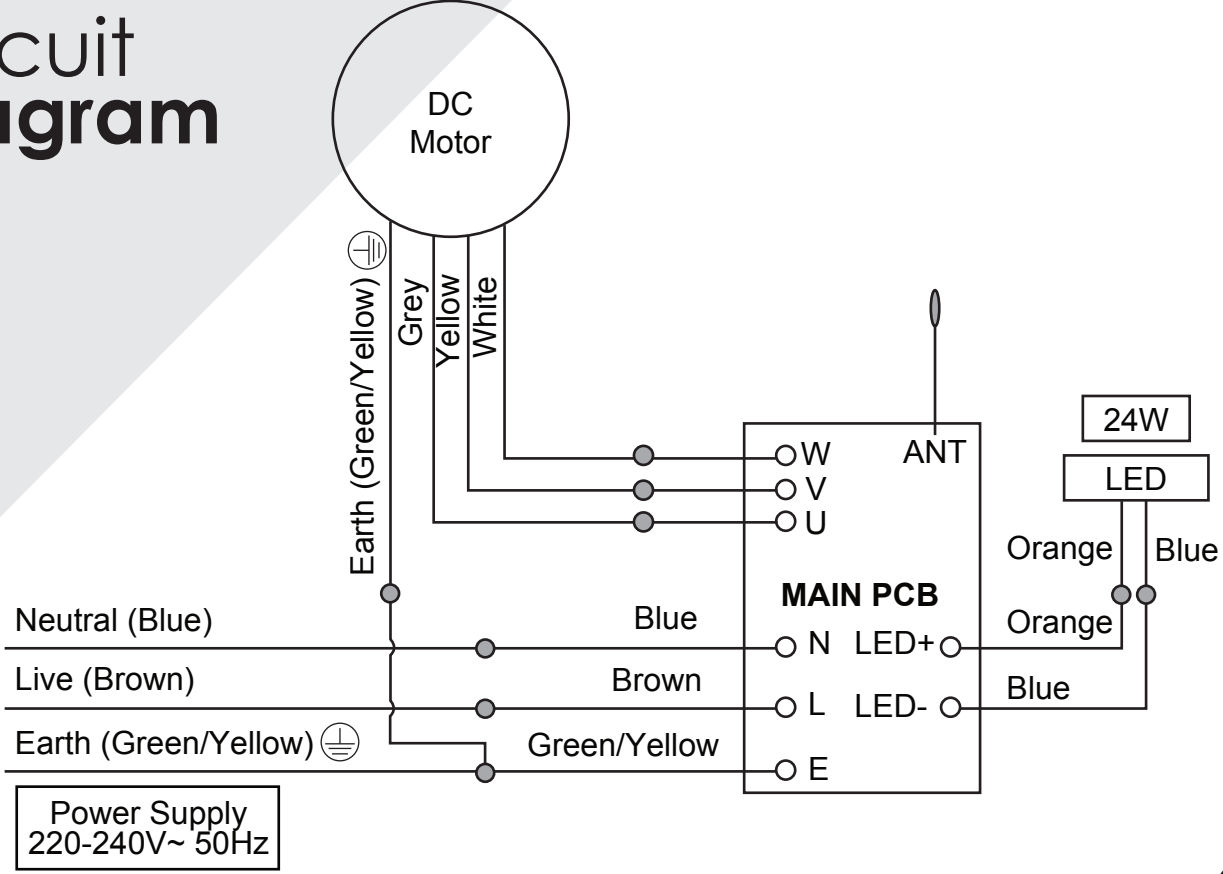 cuit
agram
DC
Motor
Earth (Green/Yellow)
Grey
Yellow
White
W
V
U
ANT
24W
LED
Orange
Blue
MAIN PCB
Neutral (Blue)
Blue
N
LED+
Orange
Live (Brown)
Brown
L
LED-
Blue
Earth (Green/Yellow)
Green/Yellow
E
Power Supply
220-240V~ 50Hz